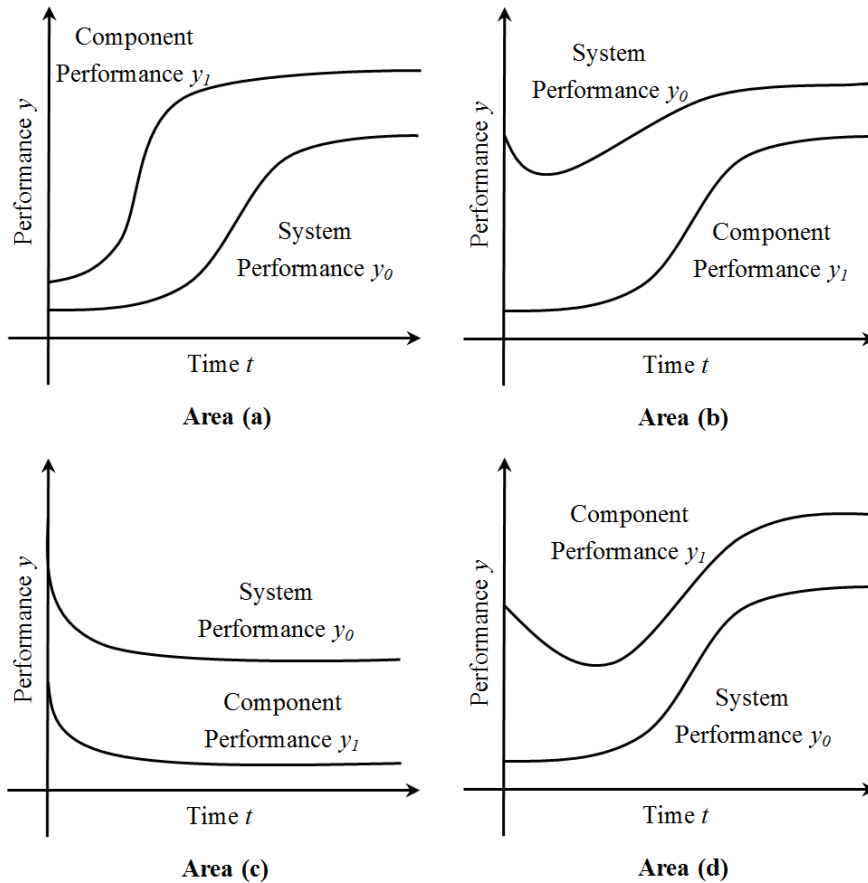 Component
Performance y₁
Performance y
System
Performance y₀
Time t
Area (a)
System
Performance y₀
Performance y
Component
Performance y₁
Time t
Area (b)
System
Performance y₀
Performance y
Component
Performance y₁
Time t
Area (c)
Component
Performance y₁
Performance y
System
Performance y₀
Time t
Area (d)